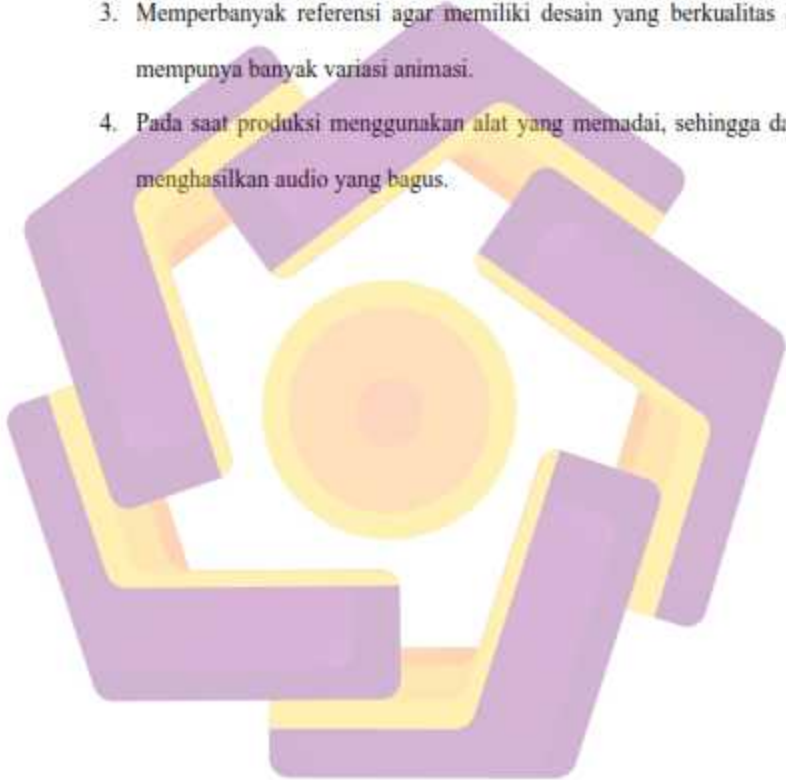 3. Memperbanyak referensi agar memiliki desain yang berkualitas
mempunya banyak variasi animasi.
4. Pada saat produksi menggunakan alat yang memadai, sehingga
menghasilkan audio yang bagus.